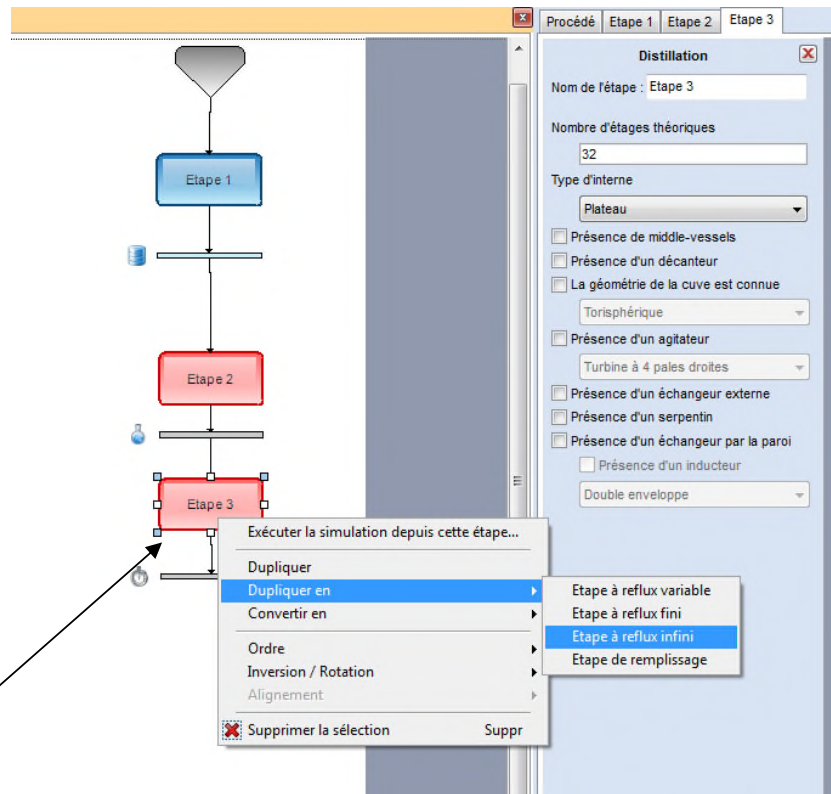 Procédé Etape 1 Etape 2 Etape 3
Distillation
Nom de l'étape : Etape 3
Nombre d'étages théoriques
32
Type d'interne
Plateau
Présence de middle-vessels
Présence d'un décanteur
La géométrie de la cuve est connue
Torisphérique
Présence d'un agitateur
Turbine à 4 pales droites
Présence d'un échangeur externe
Présence d'un serpentin
Présence d'un échangeur par la paroi
Présence d'un inducteur
Double enveloppe
Etape 1
Etape 2
Etape 3
Exécuter la simulation depuis cette étape...
Dupliquer
Dupliquer en
Convertir en
Ordre
Inversion / Rotation
Alignement
Supprimer la sélection Suppr
Etape à reflux variable
Etape à reflux fini
Etape à reflux infini
Etape de remplissage